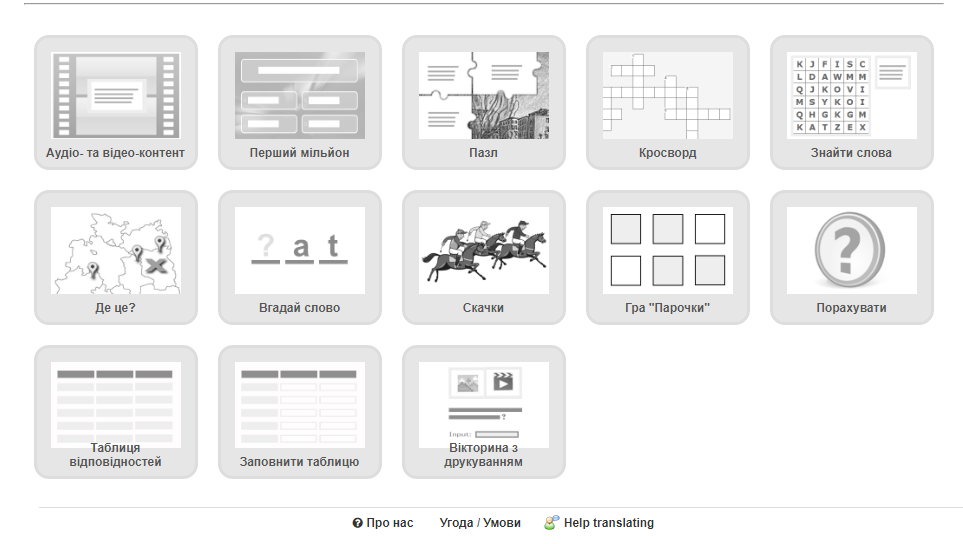 Аудіо- та відео-контент
Перший мільйон
Пазл
Кросворд
K J F I S C
L D A W M M
Q J K O V I
M S Y K O I
Q H G K G M
K A T Z E X
Знайти слова
Де це?
? a t
Вгадай слово
Скачки
Гра "Парочки"
?
Порахувати
Таблиця
відповідностей
Заповнити таблицю
?
Input:
Вікторина з
друкуванням
Про нас Угода / Умови Help translating